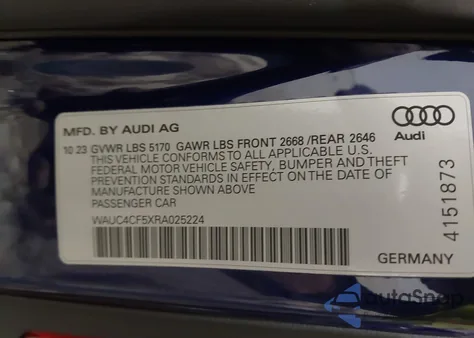 MFD. BY AUDI AG
10 23 GVWR LBS 5170 GAWR LBS FRONT 2668 /REAR 2646
THIS VEHICLE CONFORMS TO ALL APPLICABLE U.S.
FEDERAL MOTOR VEHICLE SAFETY, BUMPER AND THEFT
PREVENTION STANDARDS IN EFFECT ON THE DATE OF
MANUFACTURE SHOWN ABOVE
PASSENGER CAR
WAUC4CF5XRA025224
Audi
4151873
GERMANY
AutaSnap